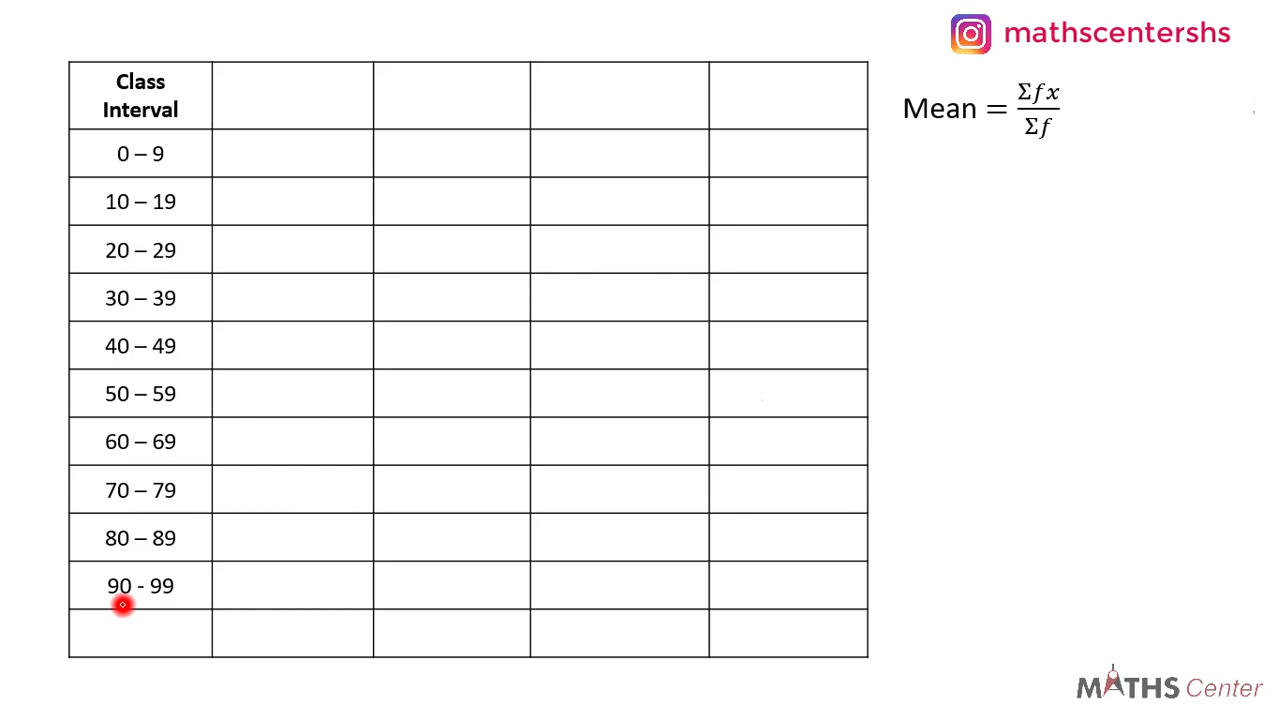 mathscentershs
Class
Interval
0 – 9
10 – 19
20 – 29
30 – 39
40 – 49
50 – 59
60 – 69
70 – 79
80 – 89
90 - 99
Mean = Σfx / Σf
MATHS Center